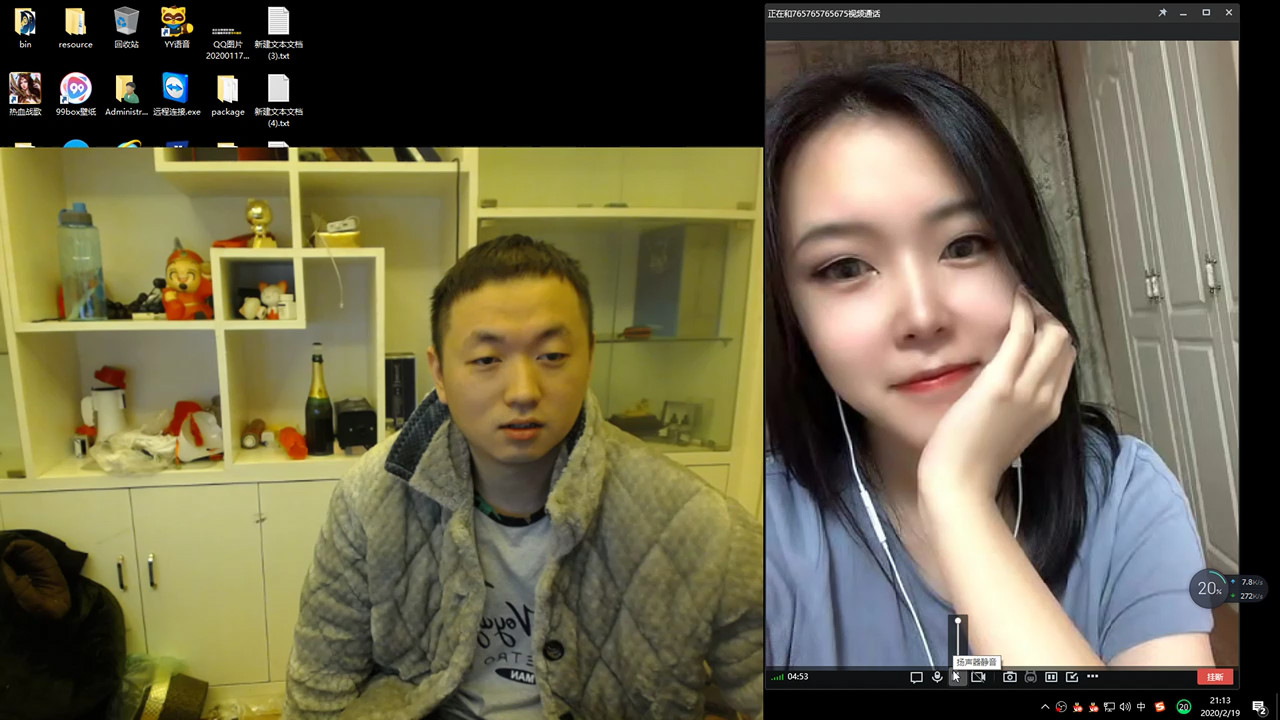 正在和765765765675视频通话
bin
resource
回收站
YY语音
QQ图片
20200117...
新建文本文档
(3).txt
热血战歌
99box壁纸
Administr...
远程连接.exe
package
新建文本文档
(4).txt
扬声器静音
04:53
挂断
20%
7.8K/s
272K/s
中
20
21:13
2020/2/19
2